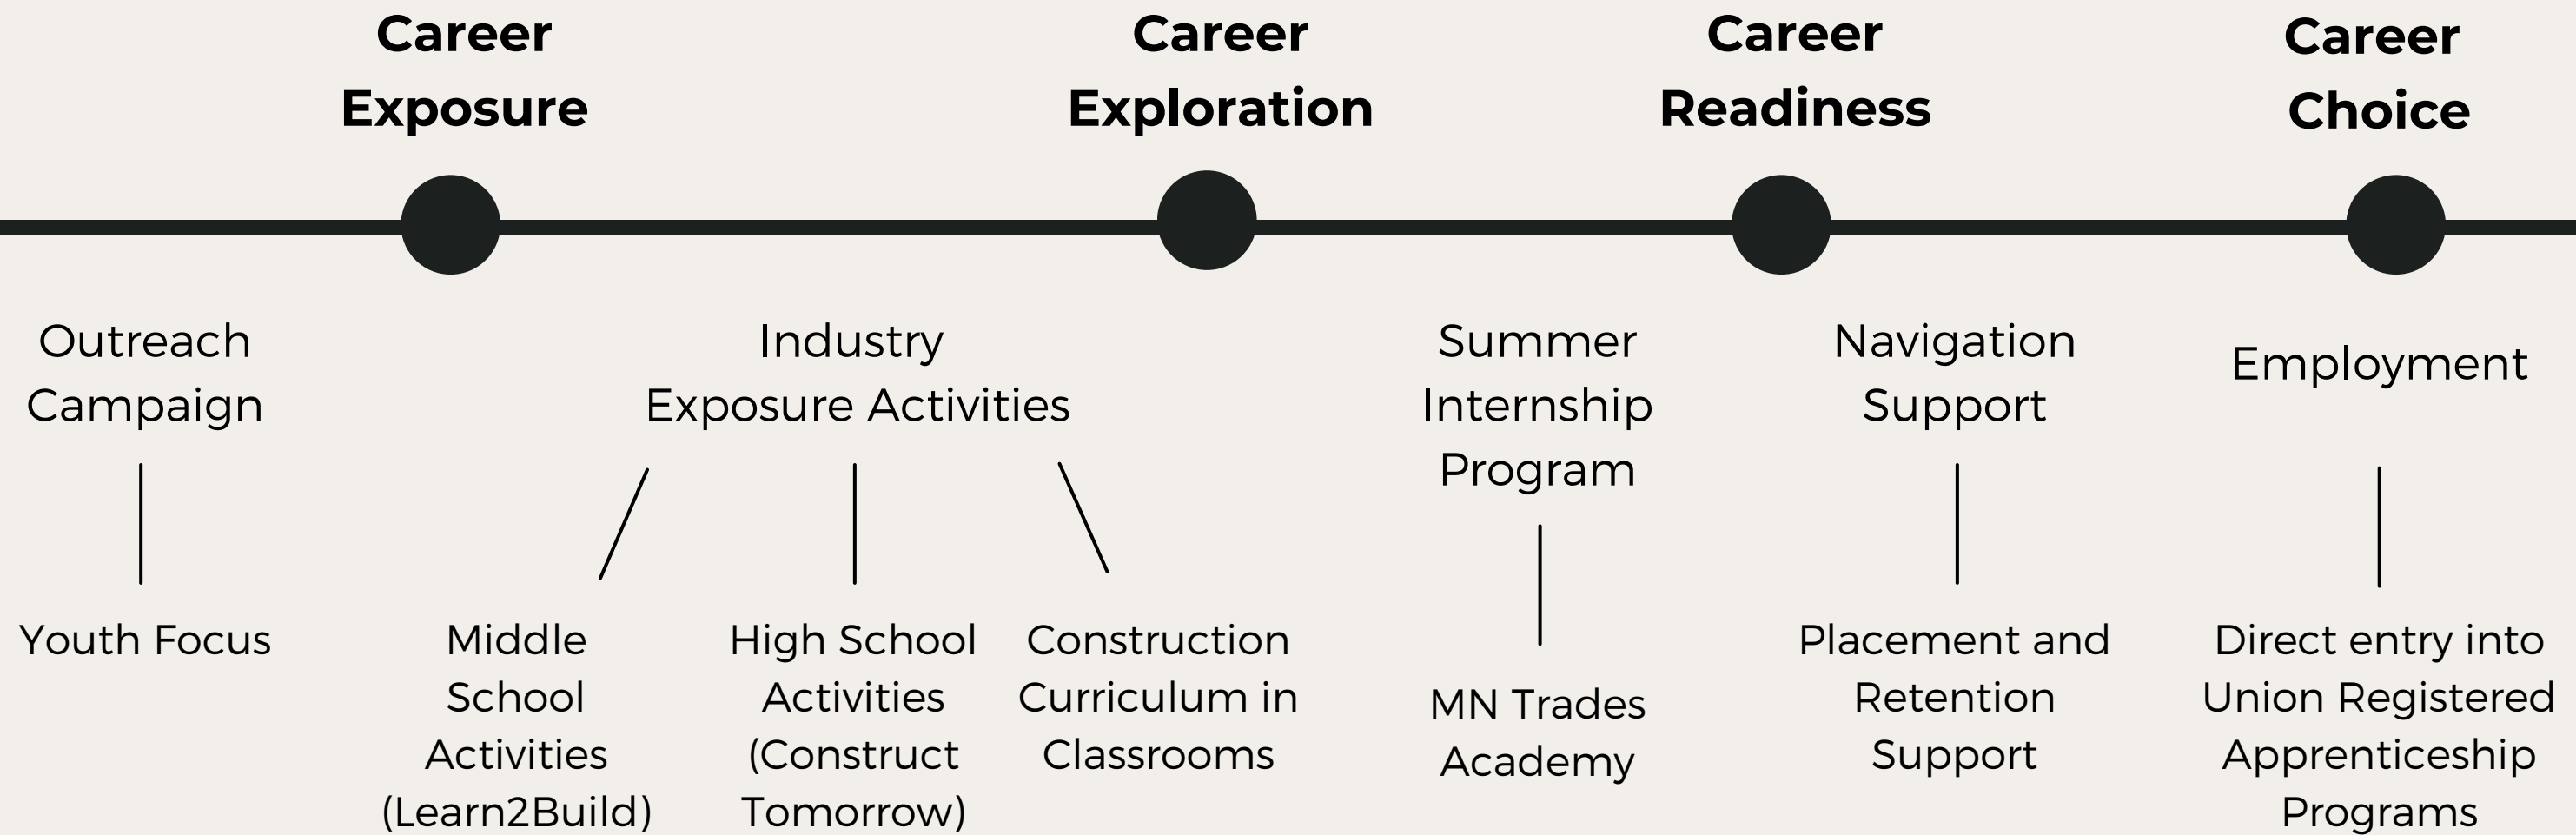 Career
Exposure
Career
Exploration
Career
Readiness
Career
Choice
Outreach
Campaign
Industry
Exposure Activities
Summer
Internship
Program
Navigation
Support
Employment
Youth Focus
Middle
School
Activities
(Learn2Build)
High School
Activities
(Construct
Tomorrow)
Construction
Curriculum in
Classrooms
MN Trades
Academy
Placement and
Retention
Support
Direct entry into
Union Registered
Apprenticeship
Programs